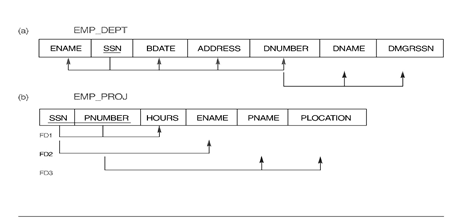 (a) EMP_DEPT
ENAME SSN BDATE ADDRESS DNUMBER DNAME DMGRSSN
(b) EMP_PROJ
SSN PNUMBER HOURS ENAME PNAME PLOCATION
FD1
FD2
FD3